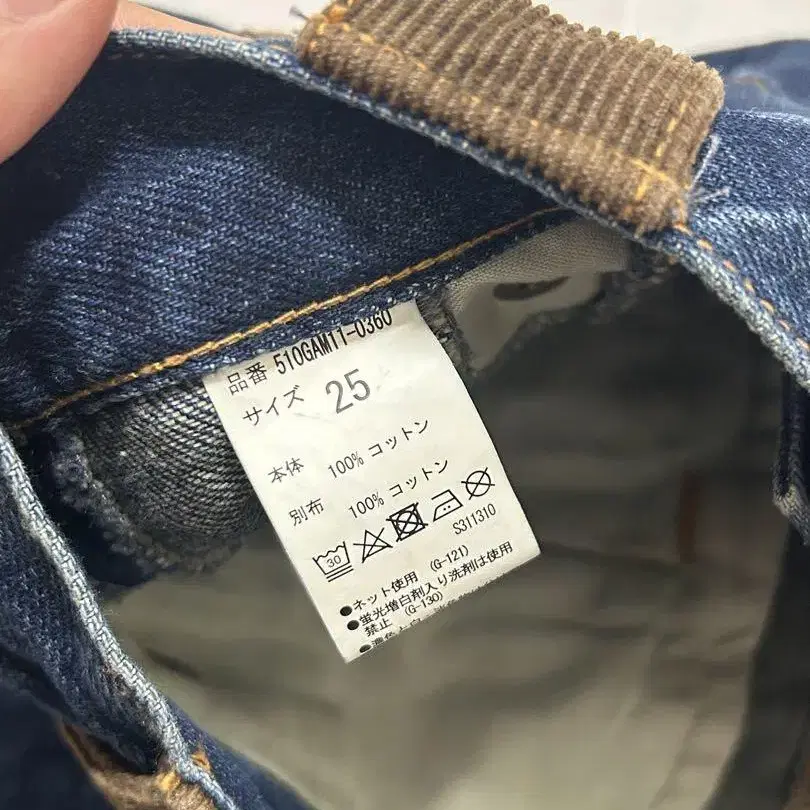 品番 510GAM11-0360
サイズ 25
本体 100% コットン
別布 100% コットン
30
S311310
●ネット使用 (G-121)
●蛍光増白剤入り洗剤は使用
禁止 (G-130)